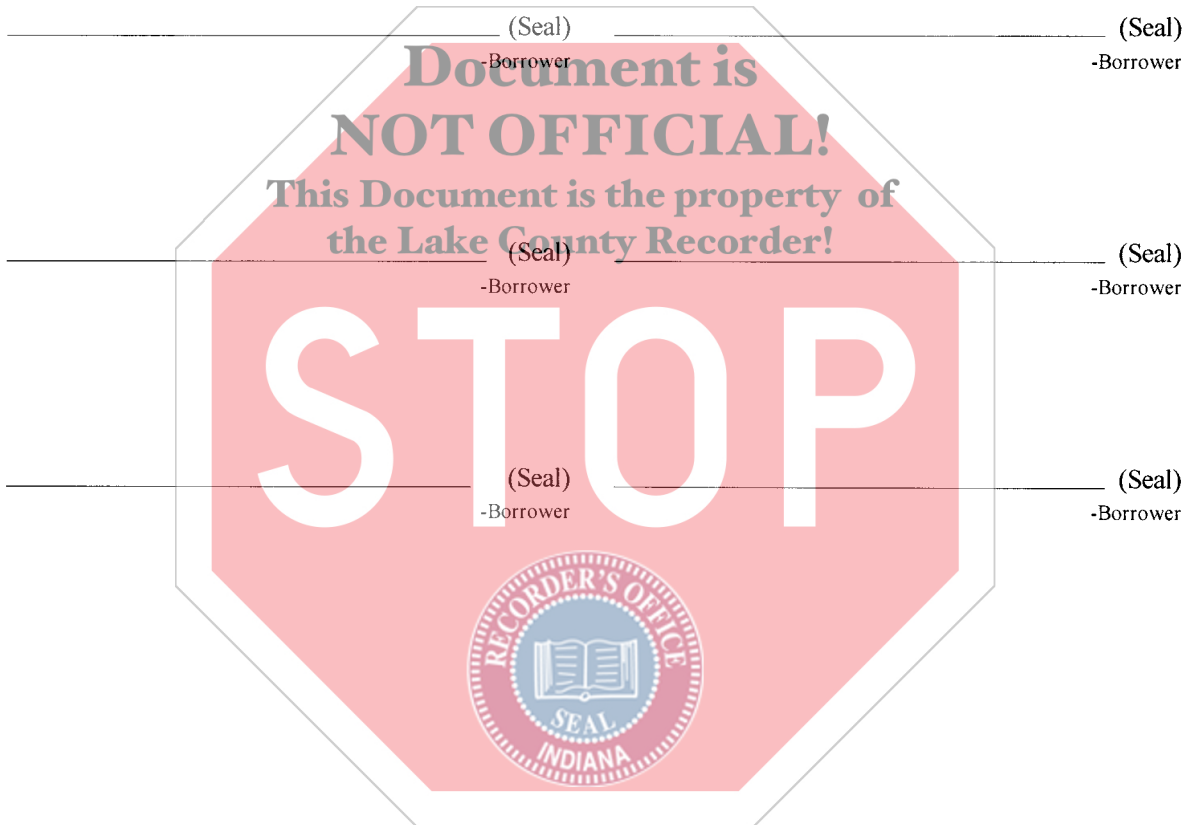 (Seal) (Seal)
-Borrower -Borrower
Document is
NOT OFFICIAL!
This Document is the property of
the Lake County Recorder!
(Seal) (Seal)
-Borrower -Borrower
STOP
(Seal) (Seal)
-Borrower -Borrower
RECORDER'S OFFICE
SEAL
INDIANA